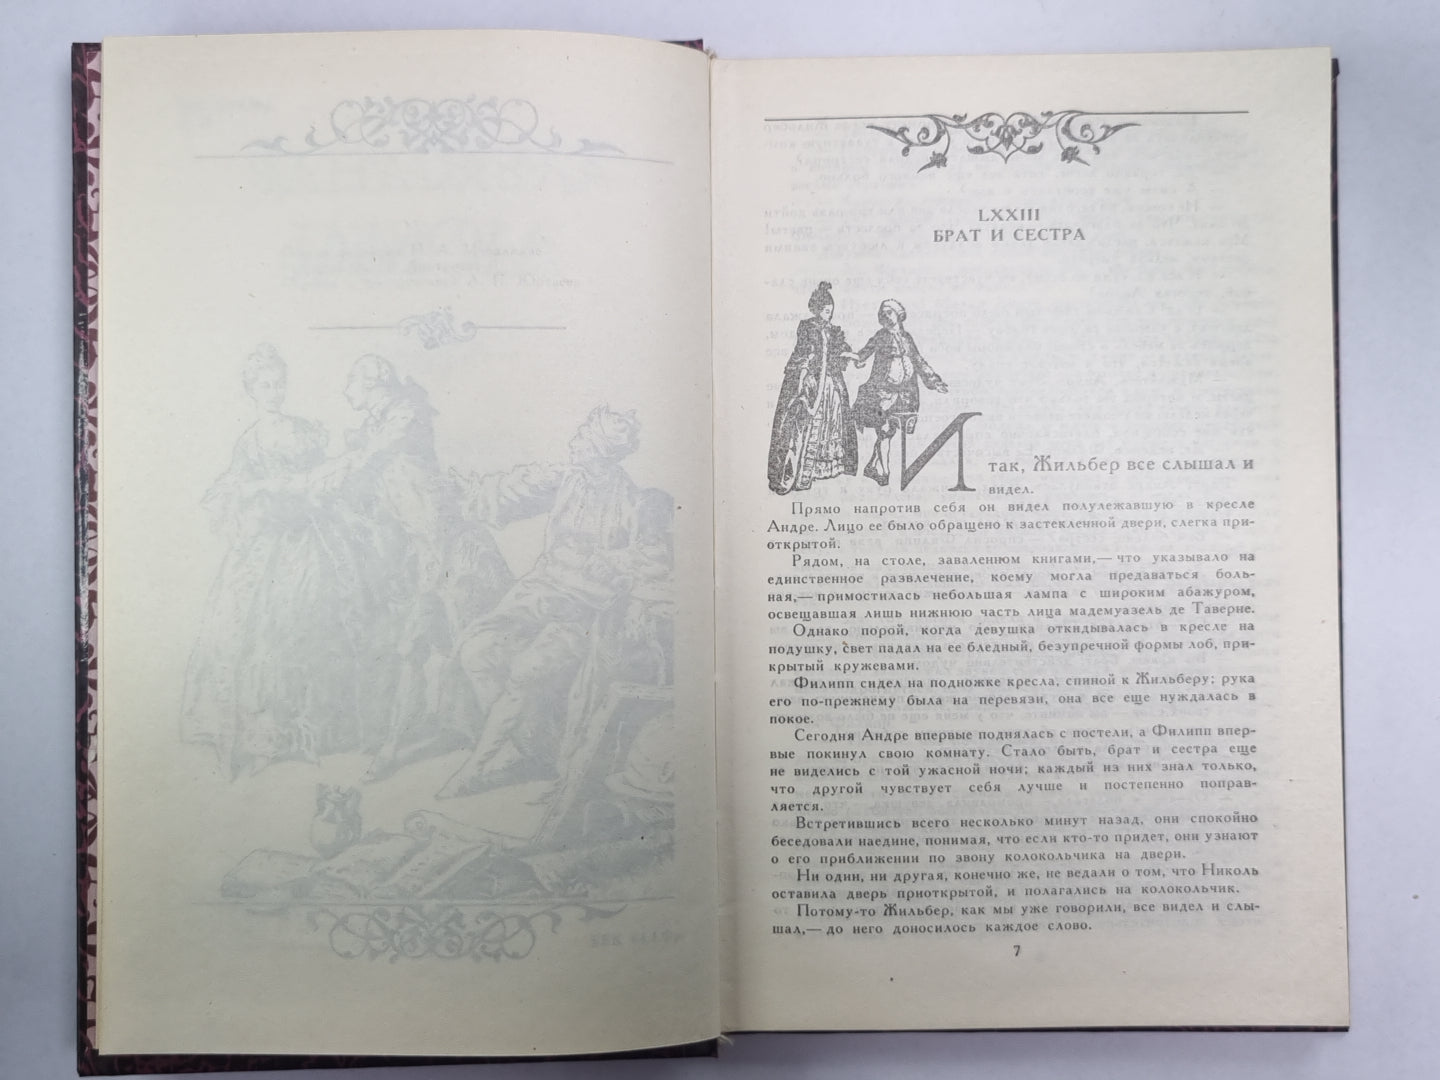 LXXIII
БРАТ И СЕСТРА
Итак, Жильбер все слышал и
видел.
Прямо напротив себя он видел полулежавшую в кресле
Андре. Лицо ее было обращено к застекленной двери, слегка при-
открытой.
Рядом, на столе, заваленном книгами,— что указывало на
единственное развлечение, коему могла предаваться боль-
ная,— примостилась небольшая лампа с широким абажуром,
освещавшая лишь нижнюю часть лица мадемуазель де Таверне.
Однако порой, когда девушка откидывалась в кресле на
подушку, свет падал на ее бледный, безупречной формы лоб, при-
крытый кружевами.
Филипп сидел на подножке кресла, спиной к Жильберу; рука
его по-прежнему была на перевязи, она все еще нуждалась в
покое.
Сегодня Андре впервые поднялась с постели, а Филипп впер-
вые покинул свою комнату. Стало быть, брат и сестра еще
не виделись с той ужасной ночи; каждый из них знал только,
что другой чувствует себя лучше и постепенно поправ-
ляется.
Встретившись всего несколько минут назад, они спокойно
беседовали наедине, понимая, что если кто-то придет, они узнают
о его приближении по звону колокольчика на двери.
Ни один, ни другая, конечно же, не ведали о том, что Николь
оставила дверь приоткрытой, и полагались на колокольчик.
Потому-то Жильбер, как мы уже говорили, все видел и слы-
шал,— до него доносилось каждое слово.
7